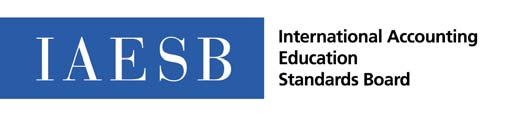 IAESB
International Accounting
Education
Standards Board